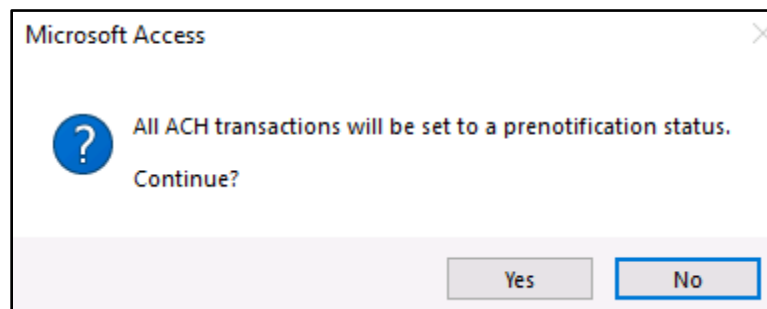 Microsoft Access
?
All ACH transactions will be set to a prenotification status.
Continue?
Yes No